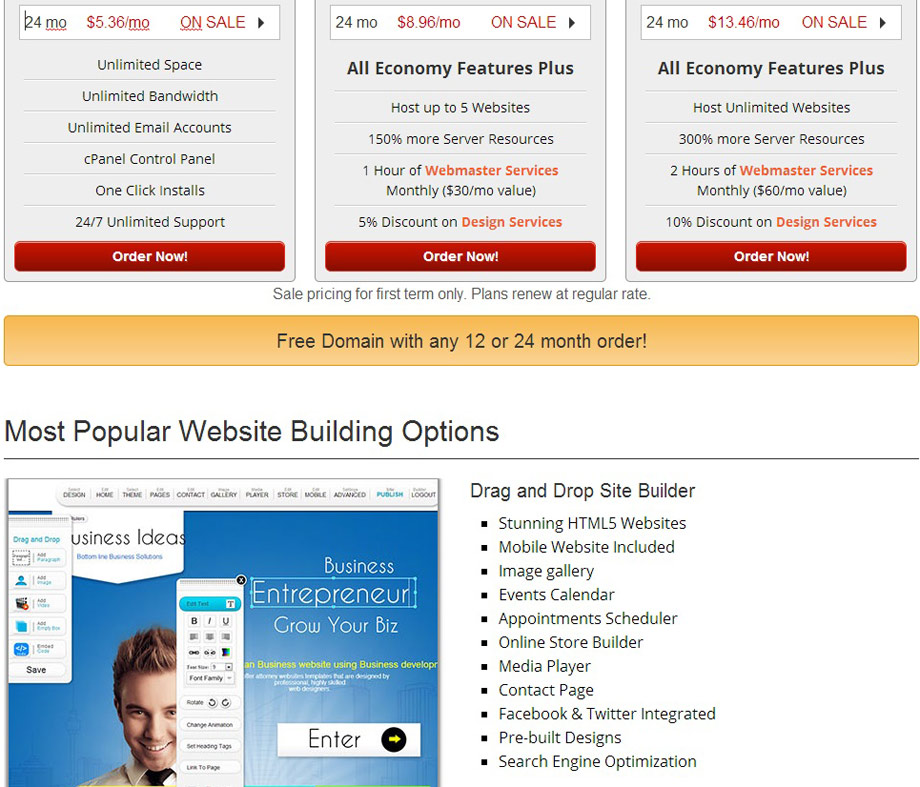 24 mo $5.36/mo ON SALE
Unlimited Space
Unlimited Bandwidth
Unlimited Email Accounts
cPanel Control Panel
One Click Installs
24/7 Unlimited Support
Order Now!
24 mo $8.96/mo ON SALE
All Economy Features Plus
Host up to 5 Websites
150% more Server Resources
1 Hour of Webmaster Services
Monthly ($30/mo value)
5% Discount on Design Services
Order Now!
24 mo $13.46/mo ON SALE
All Economy Features Plus
Host Unlimited Websites
300% more Server Resources
2 Hours of Webmaster Services
Monthly ($60/mo value)
10% Discount on Design Services
Order Now!
Sale pricing for first term only. Plans renew at regular rate.
Free Domain with any 12 or 24 month order!
Most Popular Website Building Options
DESIGN HOME THEME PAGES CONTACT GALLERY PLAYER STORE MOBILE ADVANCED PUBLISH LOGOUT
Drag and Drop
Add
Paragraph
Add
Image
Add
Video
Add
Empty Box
Embed
Code
Save
usiness Ideas
Bottom line Business Solutions
Edit Text T
B I U
Text Size: 9
Font Family
Rotate
Change Animation
Set Heading Tags
Link To Page
Business
Entrepreneur
Grow Your Biz
an Business website using Business developr
ffer attorney websites templates that are designed by
professional, highly skilled
web designers.
Enter
Drag and Drop Site Builder
Stunning HTML5 Websites
Mobile Website Included
Image gallery
Events Calendar
Appointments Scheduler
Online Store Builder
Media Player
Contact Page
Facebook & Twitter Integrated
Pre-built Designs
Search Engine Optimization